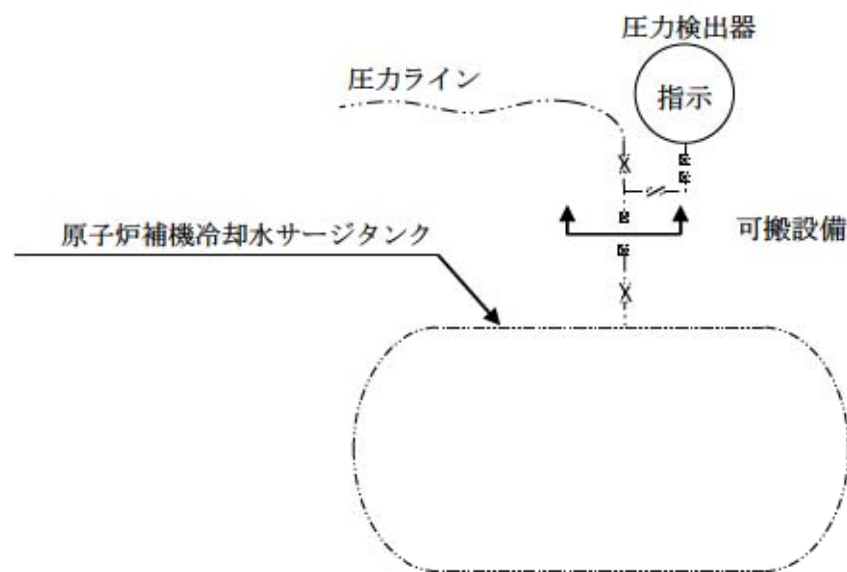 圧力検出器
圧力ライン
指示
原子炉補機冷却水サージタンク
可搬設備